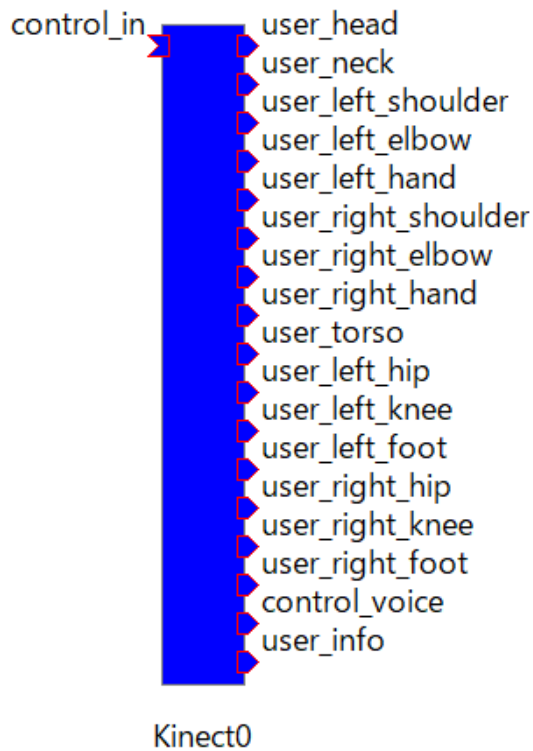 control_in
user_head
user_neck
user_left_shoulder
user_left_elbow
user_left_hand
user_right_shoulder
user_right_elbow
user_right_hand
user_torso
user_left_hip
user_left_knee
user_left_foot
user_right_hip
user_right_knee
user_right_foot
control_voice
user_info
Kinect0